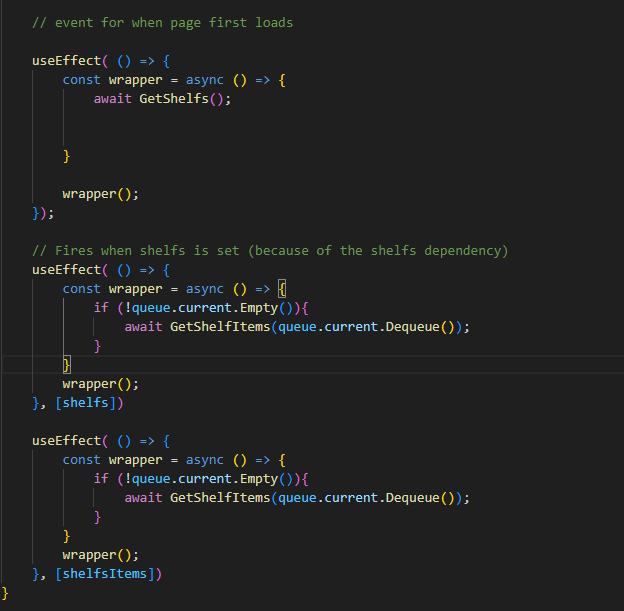 // event for when page first loads
useEffect( () => {
const wrapper = async () => {
await GetShelfs();
}
wrapper();
});
// Fires when shelfs is set (because of the shelfs dependency)
useEffect( () => {
const wrapper = async () => {
if (!queue.current.Empty()){
await GetShelfItems(queue.current.Dequeue());
}
}
wrapper();
}, [shelfs])
useEffect( () => {
const wrapper = async () => {
if (!queue.current.Empty()){
await GetShelfItems(queue.current.Dequeue());
}
}
wrapper();
}, [shelfsItems])
}